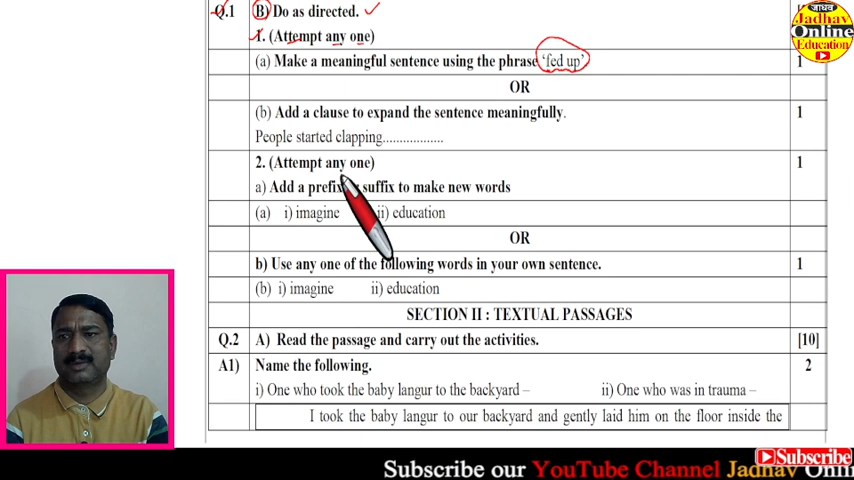 Q.1 B) Do as directed.
1. (Attempt any one)
(a) Make a meaningful sentence using the phrase 'fed up' 1
OR
(b) Add a clause to expand the sentence meaningfully. 1
People started clapping..................
2. (Attempt any one) 1
a) Add a prefix suffix to make new words
(a) i) imagine ii) education
OR
b) Use any one of the following words in your own sentence. 1
(b) i) imagine ii) education
SECTION II : TEXTUAL PASSAGES
Q.2 A) Read the passage and carry out the activities. [10]
A1) Name the following. 2
i) One who took the baby langur to the backyard – ii) One who was in trauma –
I took the baby langur to our backyard and gently laid him on the floor inside the
जाधव
Jadhav
Online
Education
Subscribe
Subscribe our YouTube Channel Jadhav Onlin